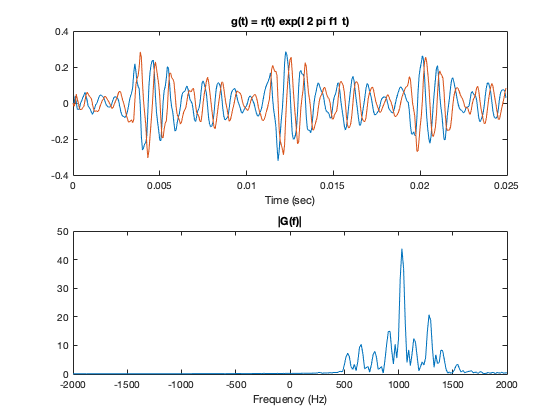 g(t) = r(t) exp(I 2 pi f1 t)
0.4
0.2
0
-0.2
-0.4
0 0.005 0.01 0.015 0.02 0.025
Time (sec)
|G(f)|
50
40
30
20
10
0
-2000 -1500 -1000 -500 0 500 1000 1500 2000
Frequency (Hz)